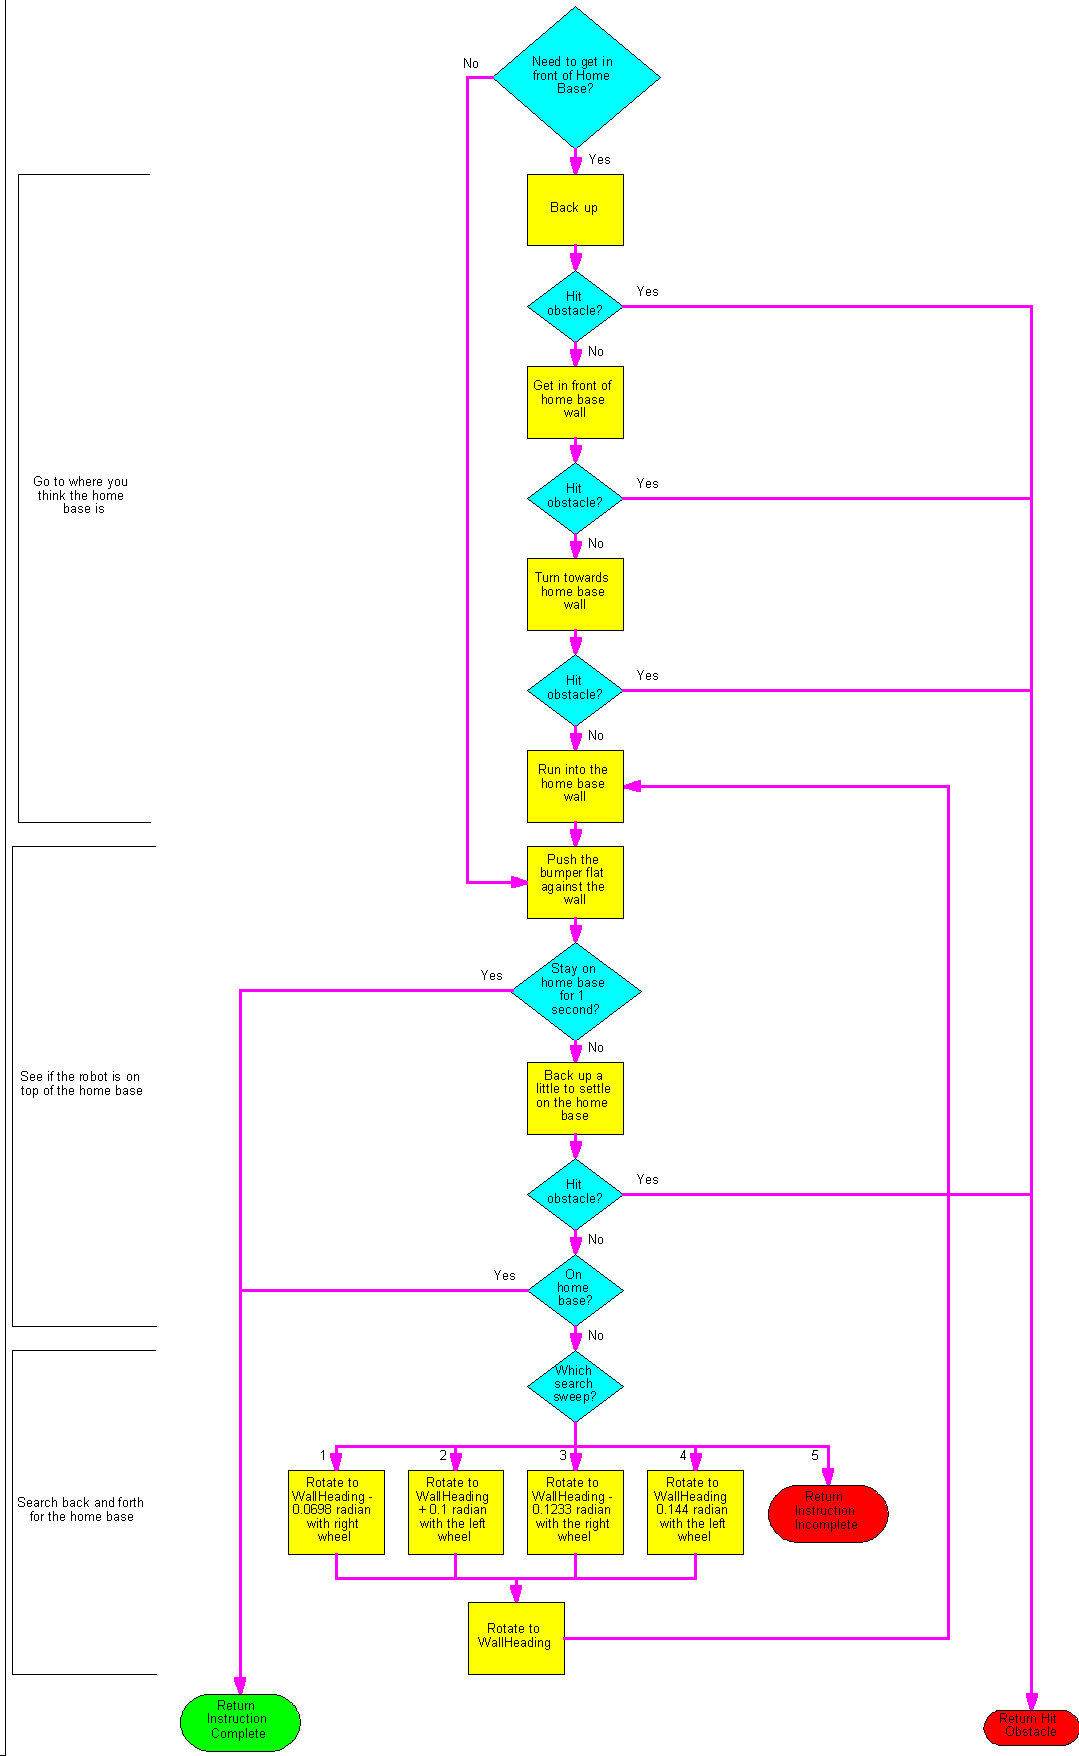 Need to get in
front of Home
Base?
No
Yes
Back up
Hit
obstacle?
Yes
No
Get in front of
home base
wall
Go to where you
think the home
base is
Hit
obstacle?
Yes
No
Turn towards
home base
wall
Hit
obstacle?
Yes
No
Run into the
home base
wall
Push the
bumper flat
against the
wall
Stay on
home base
for 1
second?
Yes
No
See if the robot is on
top of the home base
Back up a
little to settle
on the home
base
Hit
obstacle?
Yes
No
On
home
base?
Yes
No
Which
search
sweep?
1
2
3
4
5
Search back and forth
for the home base
Rotate to
WallHeading -
0.0698 radian
with right
wheel
Rotate to
WallHeading
+ 0.1 radian
with the left
wheel
Rotate to
WallHeading -
0.1233 radian
with the right
wheel
Rotate to
WallHeading
0.144 radian
with the left
wheel
Return
Instruction
Incomplete
Rotate to
WallHeading
Return
Instruction
Complete
Return Hit
Obstacle